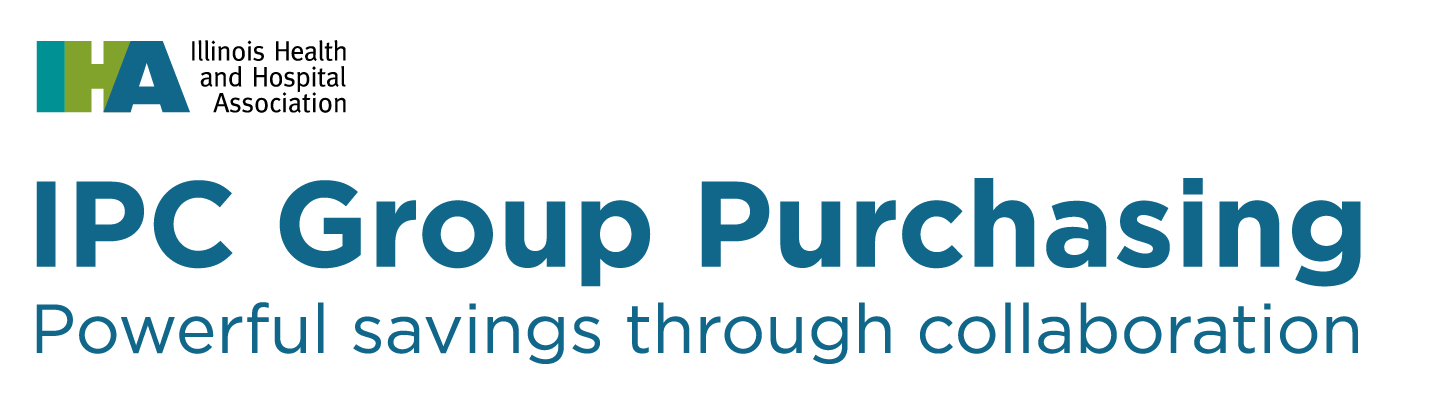 IHA
Illinois Health
and Hospital
Association
IPC Group Purchasing
Powerful savings through collaboration